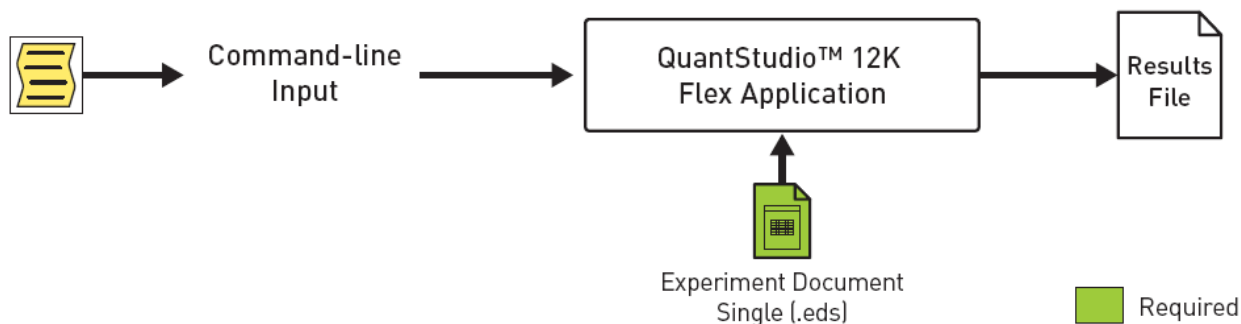 Command-line
Input
QuantStudio™ 12K
Flex Application
Results
File
Experiment Document
Single (.eds)
Required